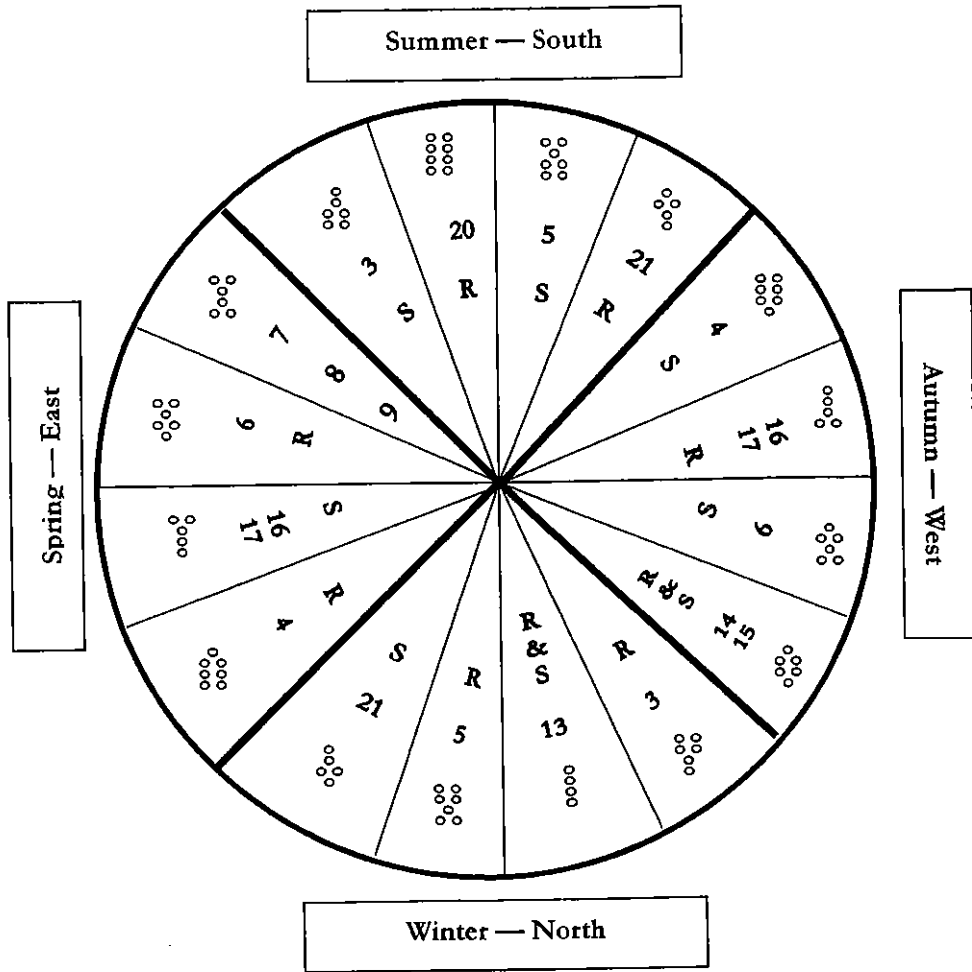 Summer — South
20
R
5
S
21
R
4
S
16
17
R
6
S
14
15
R
&
S
3
R
13
R
&
S
5
R
21
S
4
R
16
17
S
6
R
7
8
9
3
S
Spring — East
Autumn — West
Winter — North